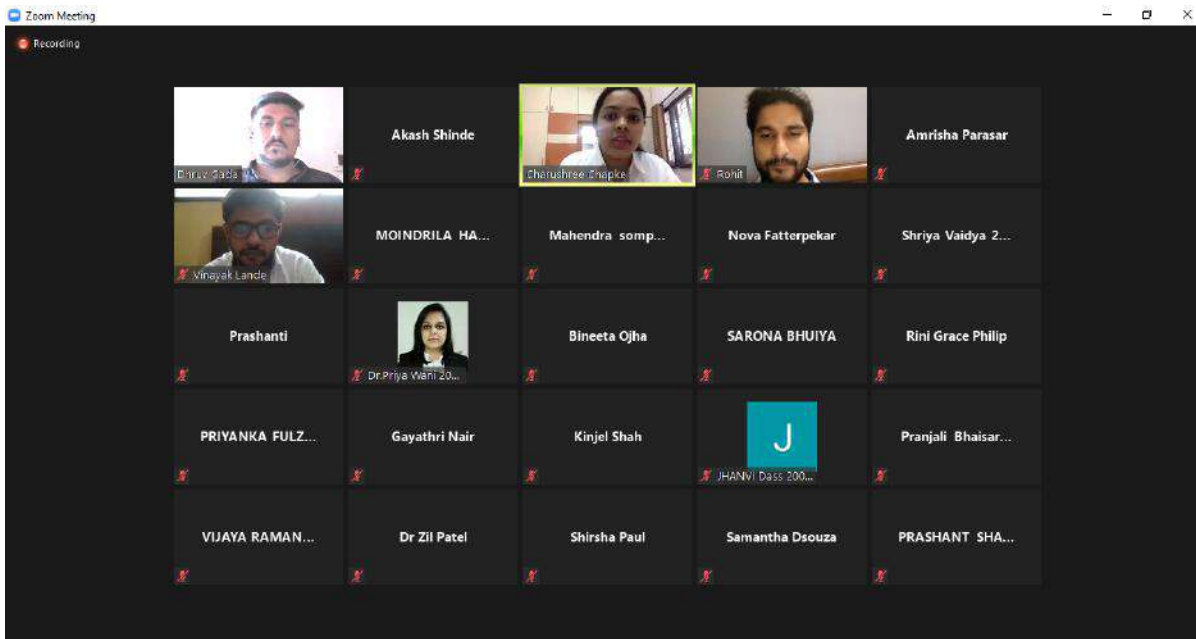 Zoom Meeting
Recording
Dhruv Gada
Akash Shinde
Charushree Chapke
Rohit
Amrisha Parasar
Vinayak Lande
MOINDRILA HA...
Mahendra somp...
Nova Fatterpekar
Shriya Vaidya 2...
Prashanti
Dr.Priya Wani 20...
Bineeta Ojha
SARONA BHUIYA
Rini Grace Philip
PRIYANKA FULZ...
Gayathri Nair
Kinjel Shah
J
JHANVI Dass 200...
Pranjali Bhaisar...
VIJAYA RAMAN...
Dr Zil Patel
Shirsha Paul
Samantha Dsouza
PRASHANT SHA...